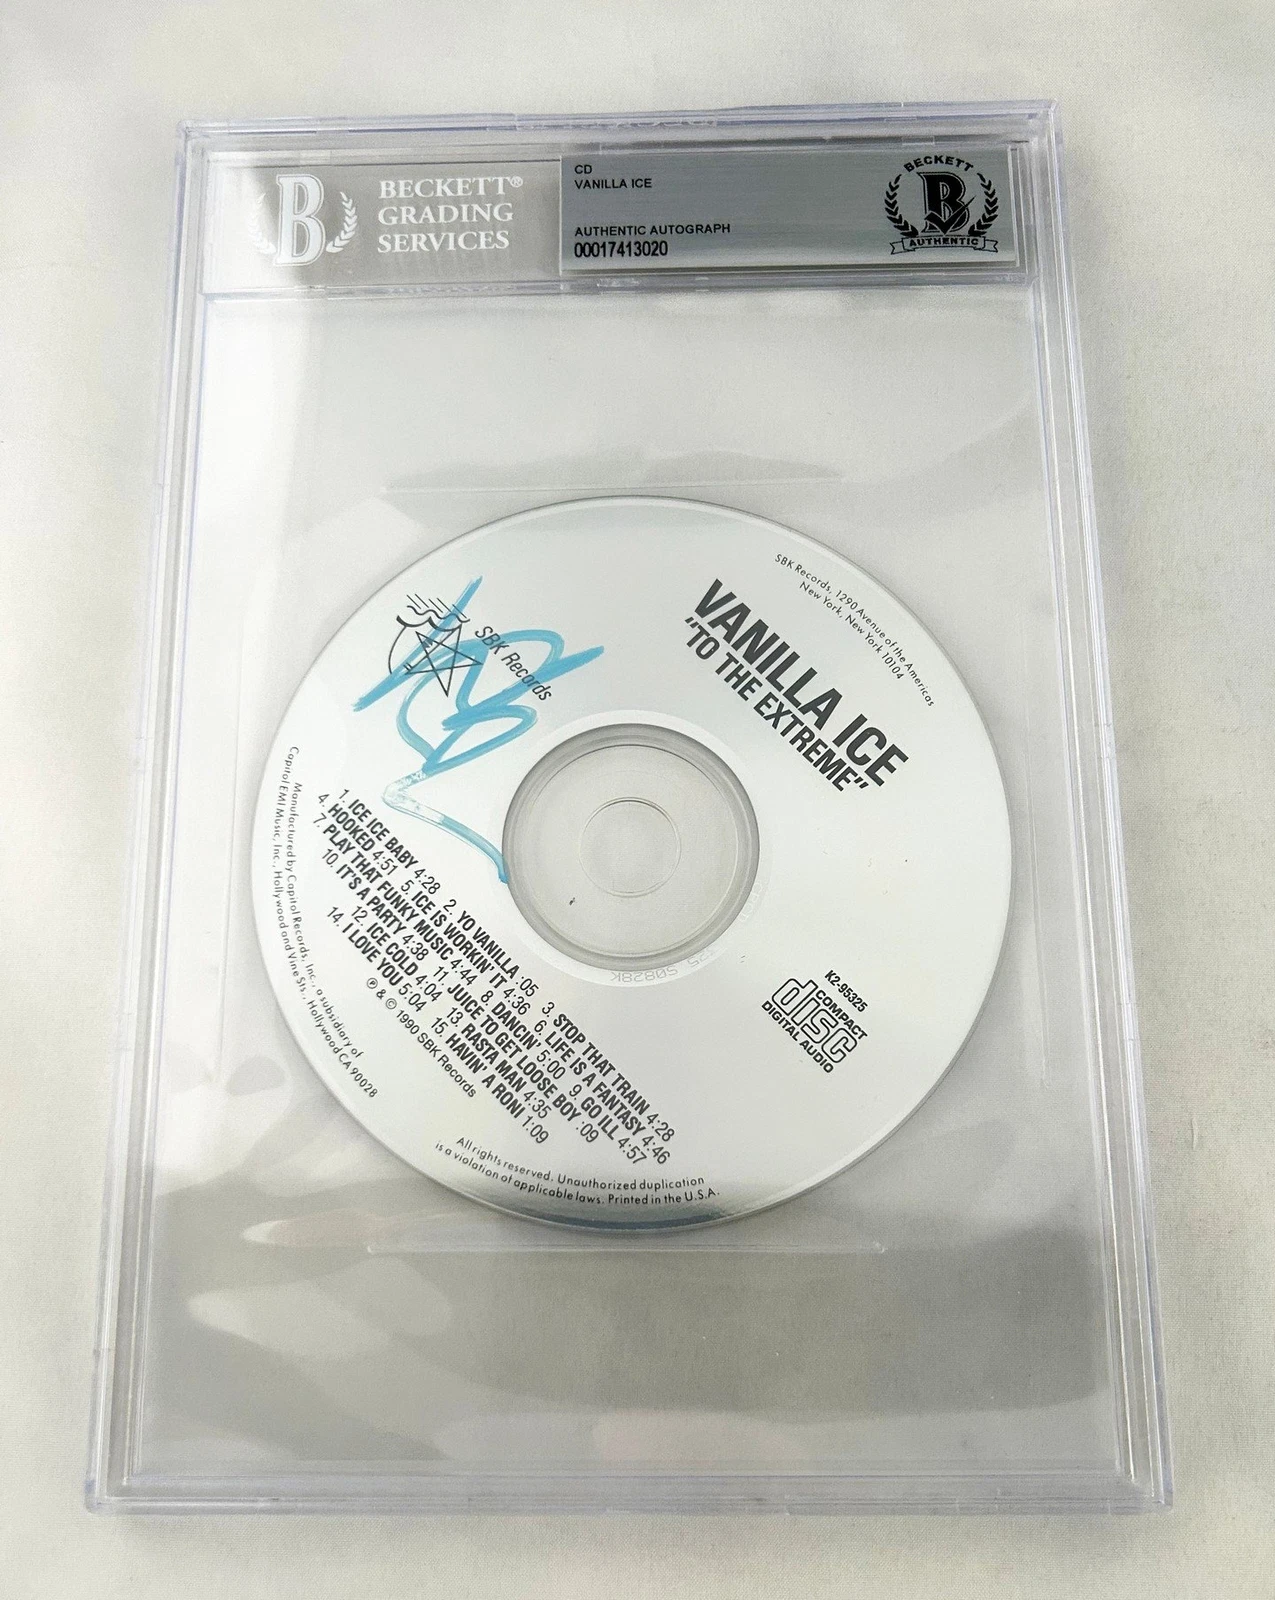 BECKETT®
GRADING
SERVICES
CD
VANILLA ICE
AUTHENTIC AUTOGRAPH
00017413020
BECKETT
B
AUTHENTIC
SBK Records, 1290 Avenue of the Americas
New York, New York 10104
VANILLA ICE
"TO THE EXTREME"
SBK Records
1. ICE ICE BABY 4:28 2. YO VANILLA :05 3. STOP THAT TRAIN 4:28
4. HOOKED 4:51 5. ICE IS WORKIN' IT 4:36 6. LIFE IS A FANTASY 4:46
7. PLAY THAT FUNKY MUSIC 4:44 8. DANCIN' 5:00 9. GO ILL 4:57
10. IT'S A PARTY 4:38 11. JUICE TO GET LOOSE BOY :09
12. ICE COLD 4:04 13. RASTA MAN 4:35
14. I LOVE YOU 5:04 15. HAVIN' A RONI 1:09
℗ & © 1990 SBK Records
K2-95325
COMPACT
disc
DIGITAL AUDIO
Manufactured by Capitol Records, Inc., a subsidiary of
Capitol EMI Music, Inc., Hollywood and Vine Sts., Hollywood CA 90028
All rights reserved. Unauthorized duplication
is a violation of applicable laws. Printed in the U.S.A.